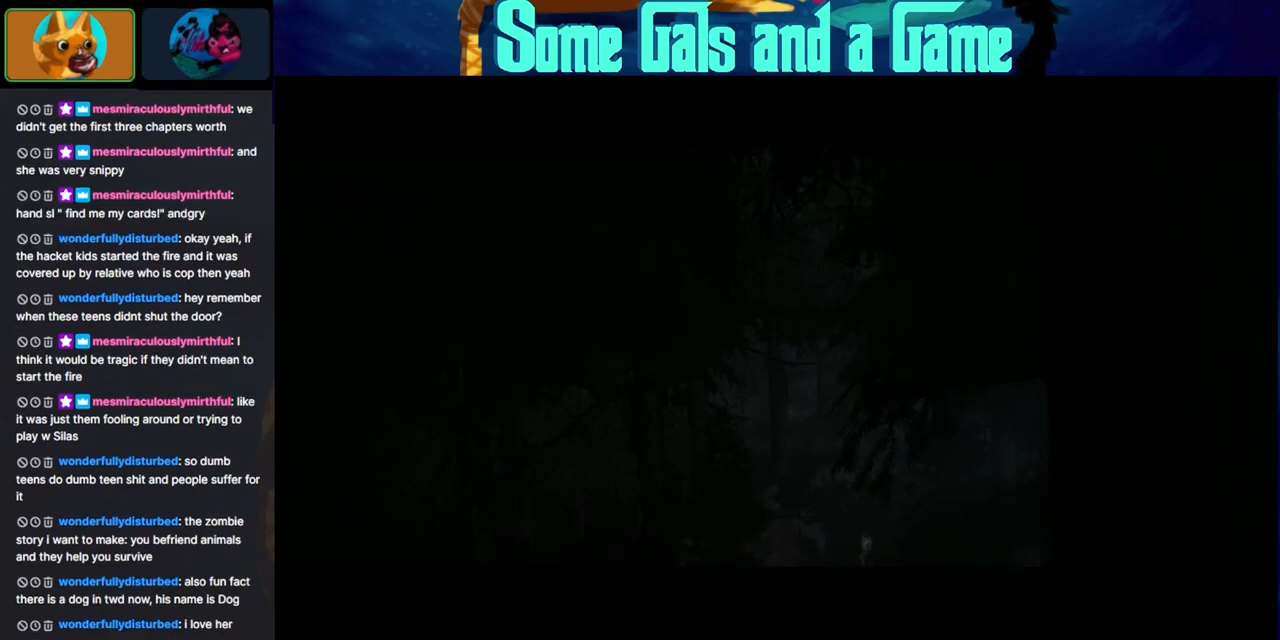 Some Gals and a Game
mesmiraculouslymirthful: we
didn't get the first three chapters worth
mesmiraculouslymirthful: and
she was very snippy
mesmiraculouslymirthful:
hand sl " find me my cards!" andgry
wonderfullydisturbed: okay yeah, if
the hacket kids started the fire and it was
covered up by relative who is cop then yeah
wonderfullydisturbed: hey remember
when these teens didnt shut the door?
mesmiraculouslymirthful: I
think it would be tragic if they didn't mean to
start the fire
mesmiraculouslymirthful: like
it was just them fooling around or trying to
play w Silas
wonderfullydisturbed: so dumb
teens do dumb teen shit and people suffer for
it
wonderfullydisturbed: the zombie
story i want to make: you befriend animals
and they help you survive
wonderfullydisturbed: also fun fact
there is a dog in twd now, his name is Dog
wonderfullydisturbed: i love her